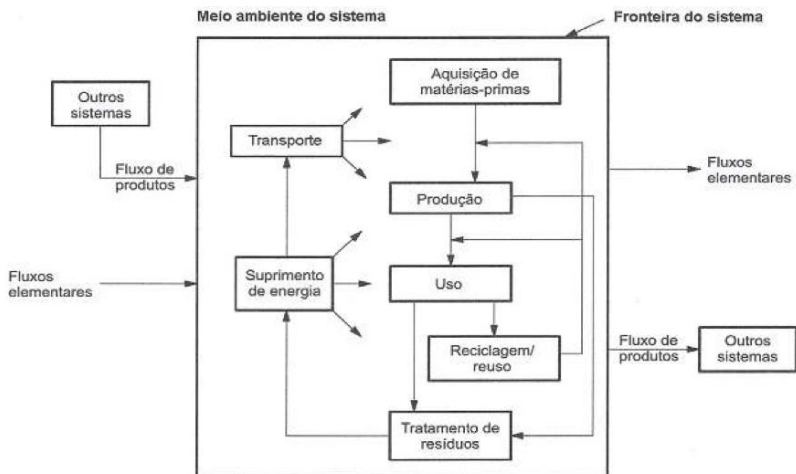 Meio ambiente do sistema
Fronteira do sistema
Aquisição de
matérias-primas
Outros
sistemas
Transporte
Fluxo de
produtos
Fluxos
elementares
Produção
Fluxos
elementares
Suprimento
de energia
Uso
Reciclagem/
reuso
Fluxo de
produtos
Outros
sistemas
Tratamento de
resíduos